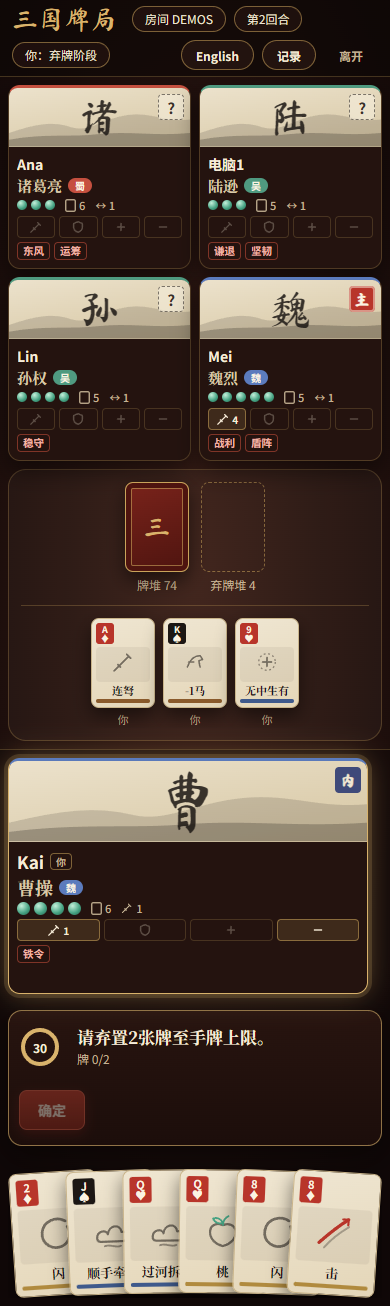 三国牌局 房间 DEMOS 第2回合
你：弃牌阶段 English 记录 离开
诸 ?
陆 ?
Ana
诸葛亮 蜀
6 1
东风 运筹
电脑1
陆逊 吴
5 1
谦退 坚韧
孙 ?
魏 主
Lin
孙权 吴
5 1
稳守
Mei
魏烈 魏
5 1
4
战利 盾阵
三
牌堆 74 弃牌堆 4
A 连弩
K -1马
9 无中生有
你 你 你
曹 内
Kai 你
曹操 魏
6 1
1
铁令
30
请弃置2张牌至手牌上限。
牌 0/2
确定
2 闪
J 顺手牵
Q 过河拆
Q 桃
8 闪
8 击